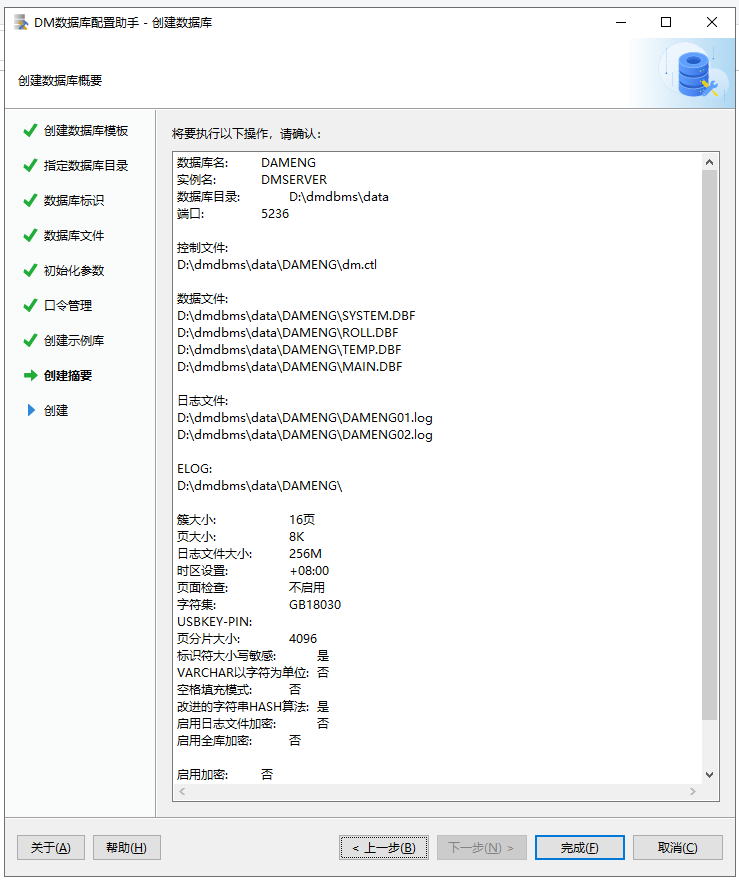 DM数据库配置助手 - 创建数据库
创建数据库概要
创建数据库模板
指定数据库目录
数据库标识
数据库文件
初始化参数
口令管理
创建示例库
创建摘要
创建
将要执行以下操作，请确认：
数据库名: DAMENG
实例名: DMSERVER
数据库目录: D:\dmdbms\data
端口: 5236
控制文件:
D:\dmdbms\data\DAMENG\dm.ctl
数据文件:
D:\dmdbms\data\DAMENG\SYSTEM.DBF
D:\dmdbms\data\DAMENG\ROLL.DBF
D:\dmdbms\data\DAMENG\TEMP.DBF
D:\dmdbms\data\DAMENG\MAIN.DBF
日志文件:
D:\dmdbms\data\DAMENG\DAMENG01.log
D:\dmdbms\data\DAMENG\DAMENG02.log
ELOG:
D:\dmdbms\data\DAMENG\
簇大小: 16页
页大小: 8K
日志文件大小: 256M
时区设置: +08:00
页面检查: 不启用
字符集: GB18030
USBKEY-PIN:
页分片大小: 4096
标识符大小写敏感: 是
VARCHAR以字符为单位: 否
空格填充模式: 否
改进的字符串HASH算法: 是
启用日志文件加密: 否
启用全库加密: 否
启用加密: 否
关于(A) 帮助(H) < 上一步(B) 下一步(N) > 完成(F) 取消(C)